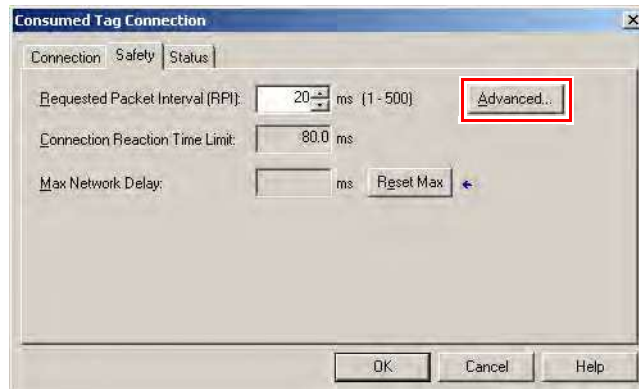 Consumed Tag Connection
Connection Safety Status
Requested Packet Interval (RPI): 20 ms (1 - 500) Advanced...
Connection Reaction Time Limit: 80.0 ms
Max Network Delay: ms Reset Max
OK Cancel Help